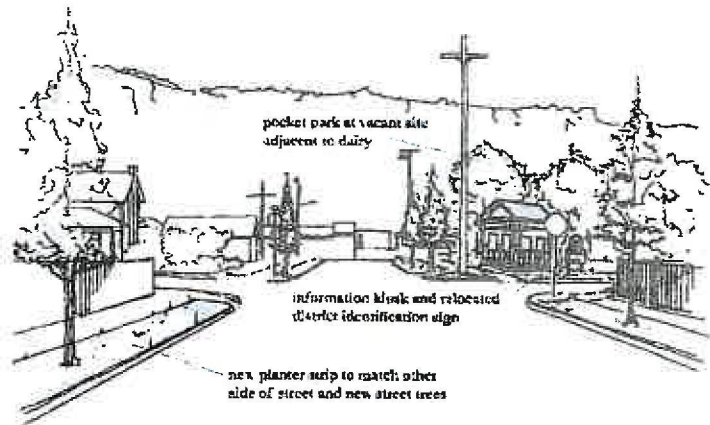 pocket park at vacant site
adjacent to dairy
information kiosk and relocated
district identification sign
new planter strip to match other
side of street and new street trees